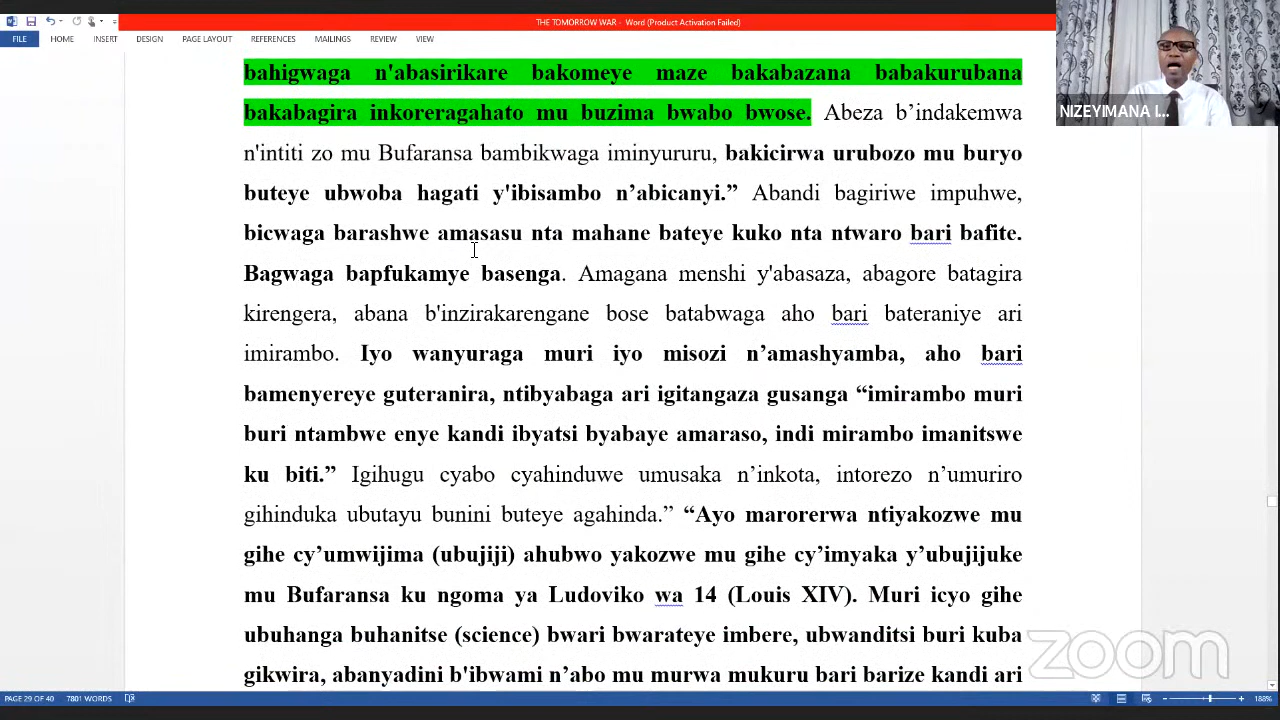 THE TOMORROW WAR - Word (Product Activation Failed)
FILE HOME INSERT DESIGN PAGE LAYOUT REFERENCES MAILINGS REVIEW VIEW
bahigwaga n'abasirikare bakomeye maze bakabazana babakurubana
bakabagira inkoreragahato mu buzima bwabo bwose. Abeza b’indakemwa
n'intiti zo mu Bufaransa bambikwaga iminyururu, bakicirwa urubozo mu buryo
buteye ubwoba hagati y'ibisambo n’abicanyi.” Abandi bagiriwe impuhwe,
bicwaga barashwe amasasu nta mahane bateye kuko nta ntwaro bari bafite.
Bagwaga bapfukamye basenga. Amagana menshi y'abasaza, abagore batagira
kirengera, abana b'inzirakarengane bose batabwaga aho bari bateraniye ari
imirambo. Iyo wanyuraga muri iyo misozi n’amashyamba, aho bari
bamenyereye guteranira, ntibyabaga ari igitangaza gusanga “imirambo muri
buri ntambwe enye kandi ibyatsi byabaye amaraso, indi mirambo imanitswe
ku biti.” Igihugu cyabo cyahinduwe umusaka n’inkota, intorezo n’umuriro
gihinduka ubutayu bunini buteye agahinda.” “Ayo marorerwa ntiyakozwe mu
gihe cy’umwijima (ubujiji) ahubwo yakozwe mu gihe cy’imyaka y’ubujijuke
mu Bufaransa ku ngoma ya Ludoviko wa 14 (Louis XIV). Muri icyo gihe
ubuhanga buhanitse (science) bwari bwarateye imbere, ubwanditsi buri kuba
gikwira, abanyadini b'ibwami n’abo mu murwa mukuru bari barize kandi ari
NIZEYIMANA I...
zoom
PAGE 29 OF 40 7801 WORDS
188%